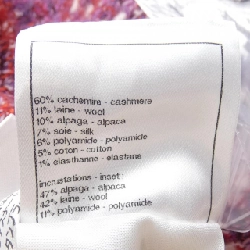 60% cachemire - cashmere
11% laine - wool
10% alpaga - alpaca
7% soie - silk
6% polyamide - polyamide
5% coton - cotton
1% elasthanne - elastane
incrustations - inset
47% alpaga - alpaca
42% laine - wool
11% polyamide - polyamide